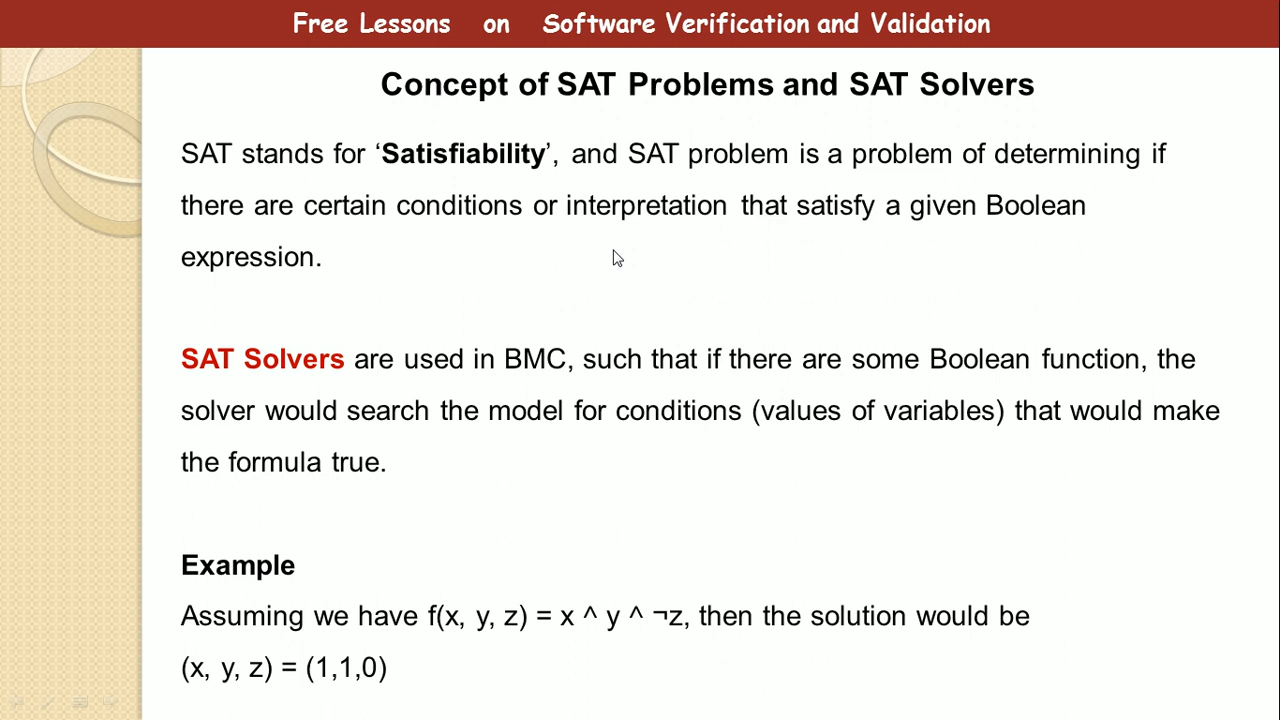 Free Lessons on Software Verification and Validation
Concept of SAT Problems and SAT Solvers
SAT stands for ‘Satisfiability’, and SAT problem is a problem of determining if
there are certain conditions or interpretation that satisfy a given Boolean
expression.
SAT Solvers are used in BMC, such that if there are some Boolean function, the
solver would search the model for conditions (values of variables) that would make
the formula true.
Example
Assuming we have f(x, y, z) = x ^ y ^ ¬z, then the solution would be
(x, y, z) = (1,1,0)